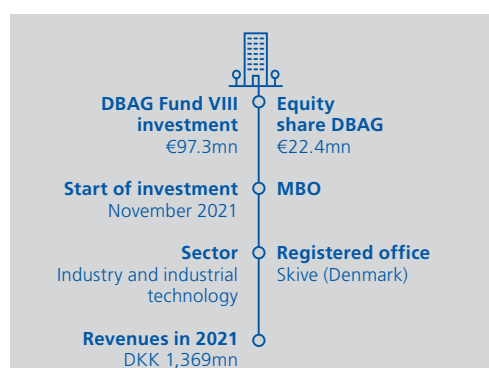 DBAG Fund VIII
investment
€97.3mn
Equity
share DBAG
€22.4mn
Start of investment
November 2021
MBO
Sector
Industry and industrial
technology
Registered office
Skive (Denmark)
Revenues in 2021
DKK 1,369mn